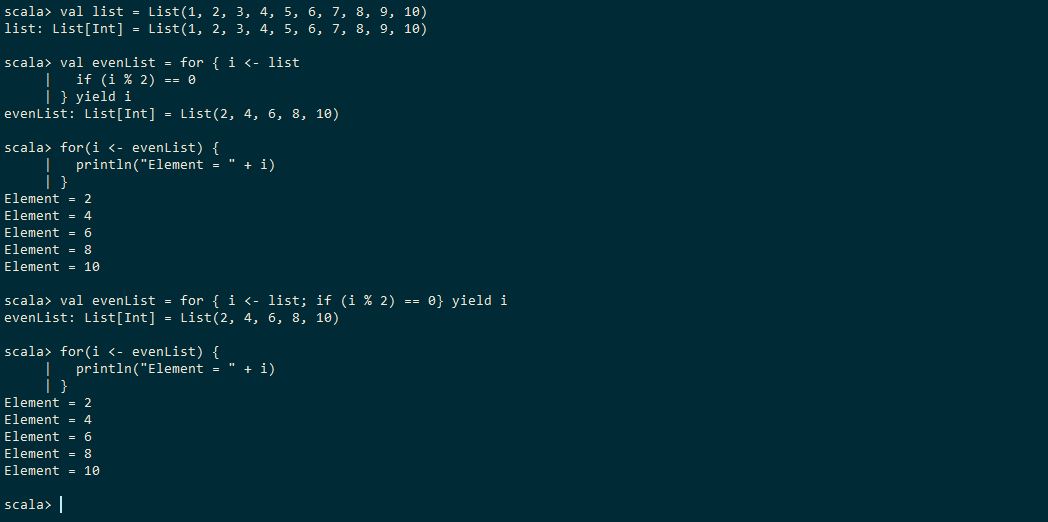 scala> val list = List(1, 2, 3, 4, 5, 6, 7, 8, 9, 10)
list: List[Int] = List(1, 2, 3, 4, 5, 6, 7, 8, 9, 10)
scala> val evenList = for { i <- list
     |   if (i % 2) == 0
     | } yield i
evenList: List[Int] = List(2, 4, 6, 8, 10)
scala> for(i <- evenList) {
     |   println("Element = " + i)
     | }
Element = 2
Element = 4
Element = 6
Element = 8
Element = 10
scala> val evenList = for { i <- list; if (i % 2) == 0} yield i
evenList: List[Int] = List(2, 4, 6, 8, 10)
scala> for(i <- evenList) {
     |   println("Element = " + i)
     | }
Element = 2
Element = 4
Element = 6
Element = 8
Element = 10
scala>